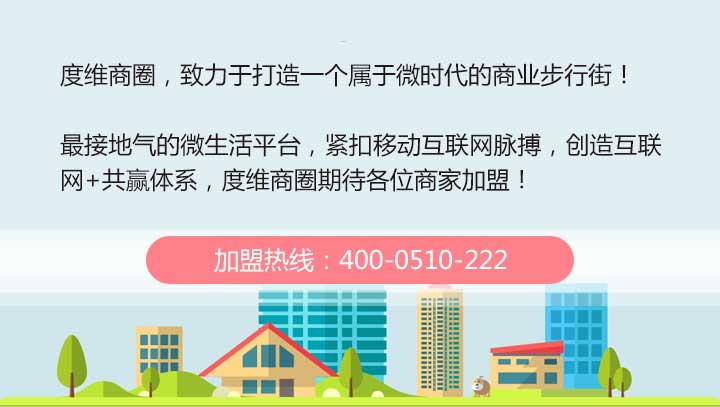 度维商圈，致力于打造一个属于微时代的商业步行街！
最接地气的微生活平台，紧扣移动互联网脉搏，创造互联
网+共赢体系，度维商圈期待各位商家加盟！
加盟热线：400-0510-222